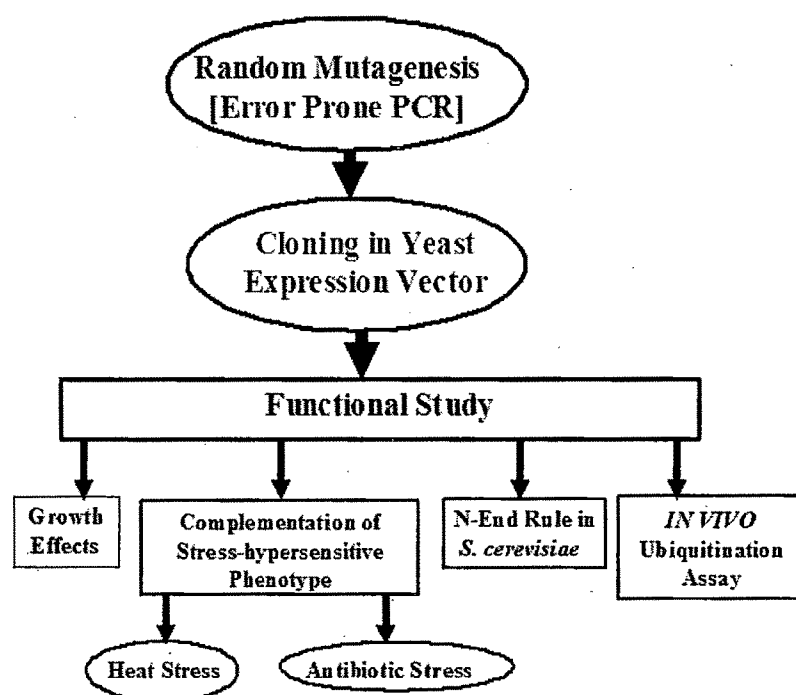 Random Mutagenesis
[Error Prone PCR]
Cloning in Yeast
Expression Vector
Functional Study
Growth
Effects
Complementation of
Stress-hypersensitive
Phenotype
N-End Rule in
S. cerevisiae
IN VIVO
Ubiquitination
Assay
Heat Stress
Antibiotic Stress